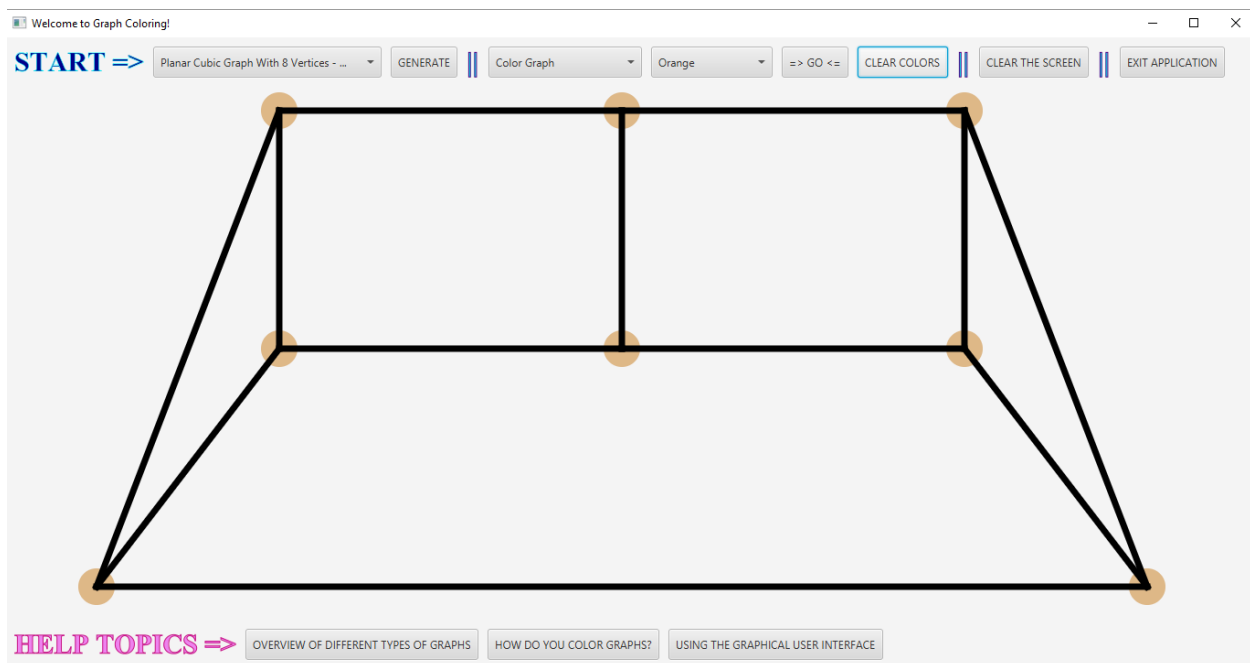 Welcome to Graph Coloring!
START => Planar Cubic Graph With 8 Vertices - ... GENERATE || Color Graph Orange => GO <= CLEAR COLORS || CLEAR THE SCREEN || EXIT APPLICATION
HELP TOPICS => OVERVIEW OF DIFFERENT TYPES OF GRAPHS HOW DO YOU COLOR GRAPHS? USING THE GRAPHICAL USER INTERFACE